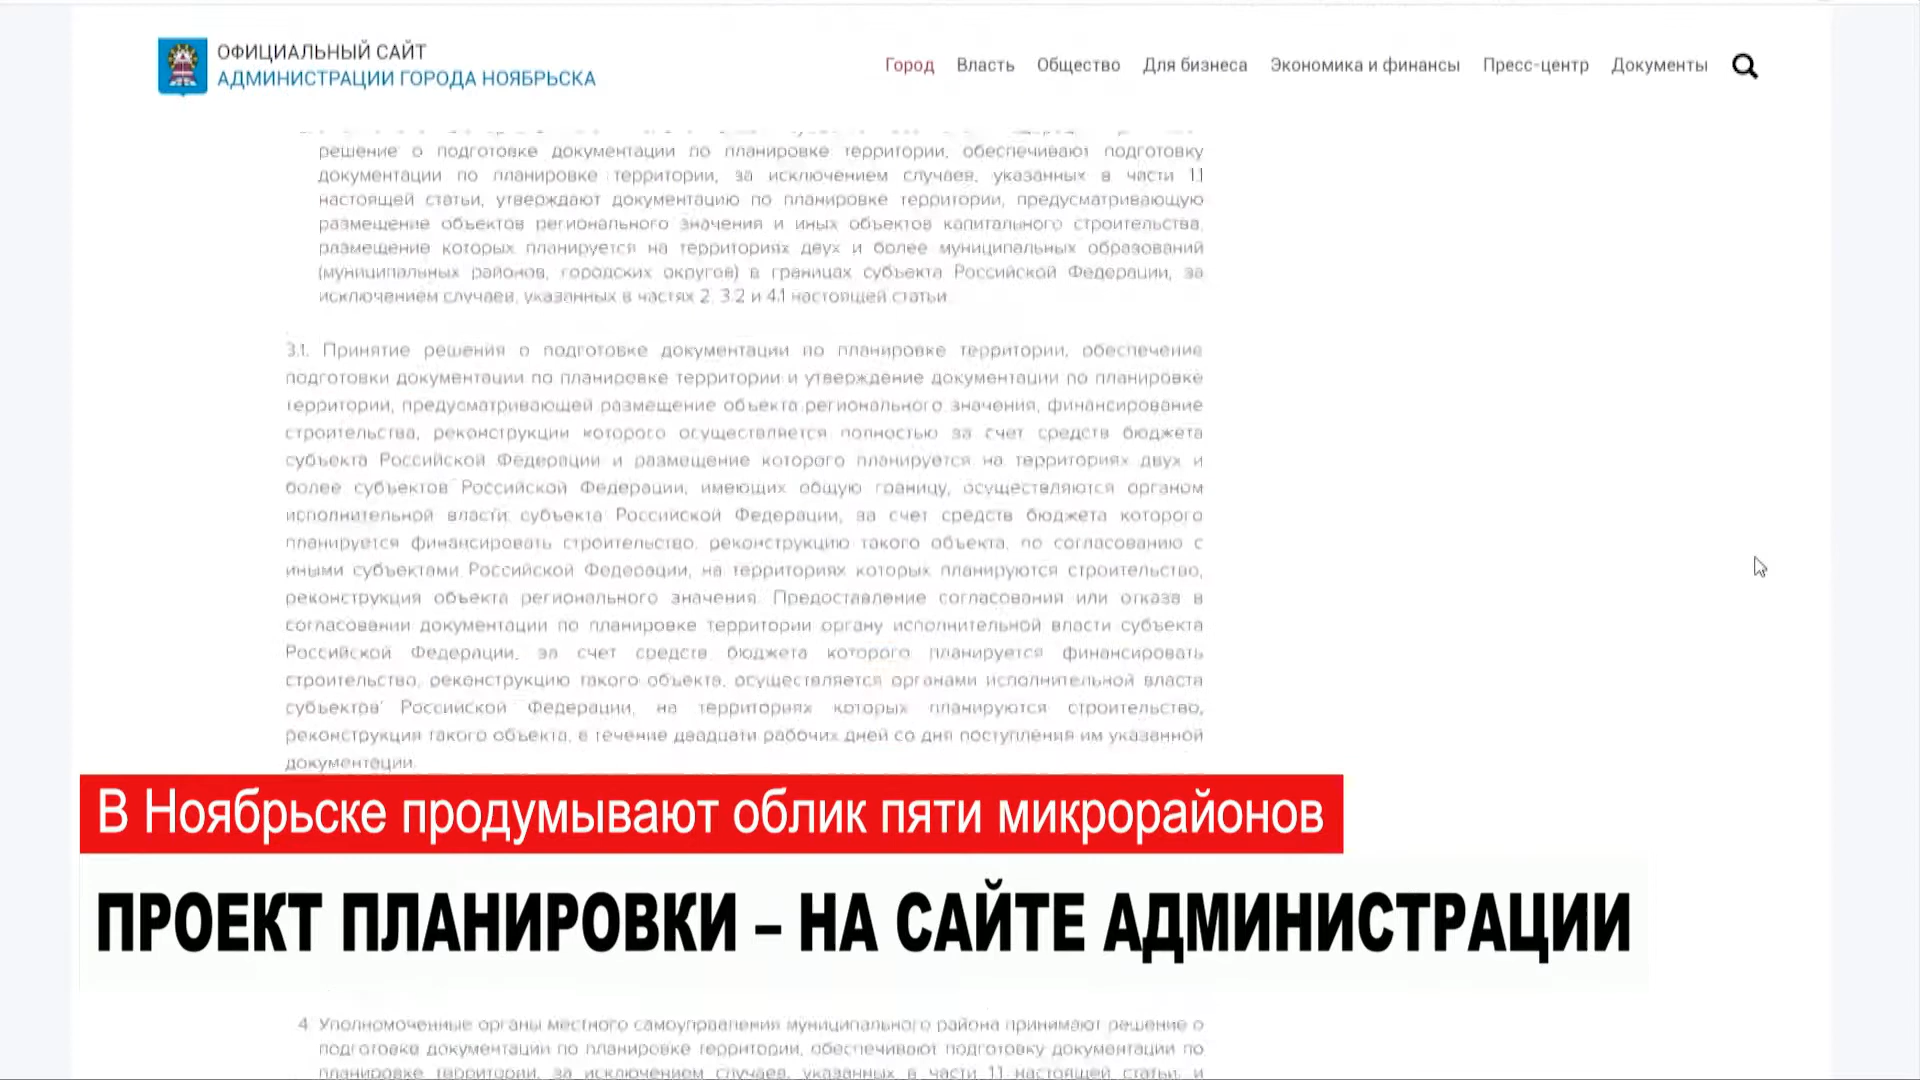 ОФИЦИАЛЬНЫЙ САЙТ
АДМИНИСТРАЦИИ ГОРОДА НОЯБРЬСКА
Город Власть Общество Для бизнеса Экономика и финансы Пресс-центр Документы
решение о подготовке документации по планировке территории, обеспечивают подготовку
документации по планировке территории, за исключением случаев, указанных в части 1.1
настоящей статьи, утверждают документацию по планировке территории, предусматривающую
размещение объектов регионального значения и иных объектов капитального строительства,
размещение которых планируется на территориях двух и более муниципальных образований
(муниципальных районов, городских округов) в границах субъекта Российской Федерации, за
исключением случаев, указанных в частях 2, 3.2 и 4.1 настоящей статьи.
3.1. Принятие решения о подготовке документации по планировке территории, обеспечение
подготовки документации по планировке территории и утверждение документации по планировке
территории, предусматривающей размещение объекта регионального значения, финансирование
строительства, реконструкции которого осуществляется полностью за счет средств бюджета
субъекта Российской Федерации и размещение которого планируется на территориях двух и
более субъектов Российской Федерации, имеющих общую границу, осуществляются органом
исполнительной власти субъекта Российской Федерации, за счет средств бюджета которого
планируется финансировать строительство, реконструкцию такого объекта, по согласованию с
иными субъектами Российской Федерации, на территориях которых планируются строительство,
реконструкция объекта регионального значения. Предоставление согласования или отказа в
согласовании документации по планировке территории органу исполнительной власти субъекта
Российской Федерации, за счет средств бюджета которого планируется финансировать
строительство, реконструкцию такого объекта, осуществляется органами исполнительной власти
субъектов Российской Федерации, на территориях которых планируются строительство,
реконструкция такого объекта, в течение двадцати рабочих дней со дня поступления им указанной
документации.
В Ноябрьске продумывают облик пяти микрорайонов
ПРОЕКТ ПЛАНИРОВКИ – НА САЙТЕ АДМИНИСТРАЦИИ
4 Уполномоченные органы местного самоуправления муниципального района принимают решение о
подготовке документации по планировке территории, обеспечивают подготовку документации по
планировке территории, за исключением случаев, указанных в части 1.1 настоящей статьи, и